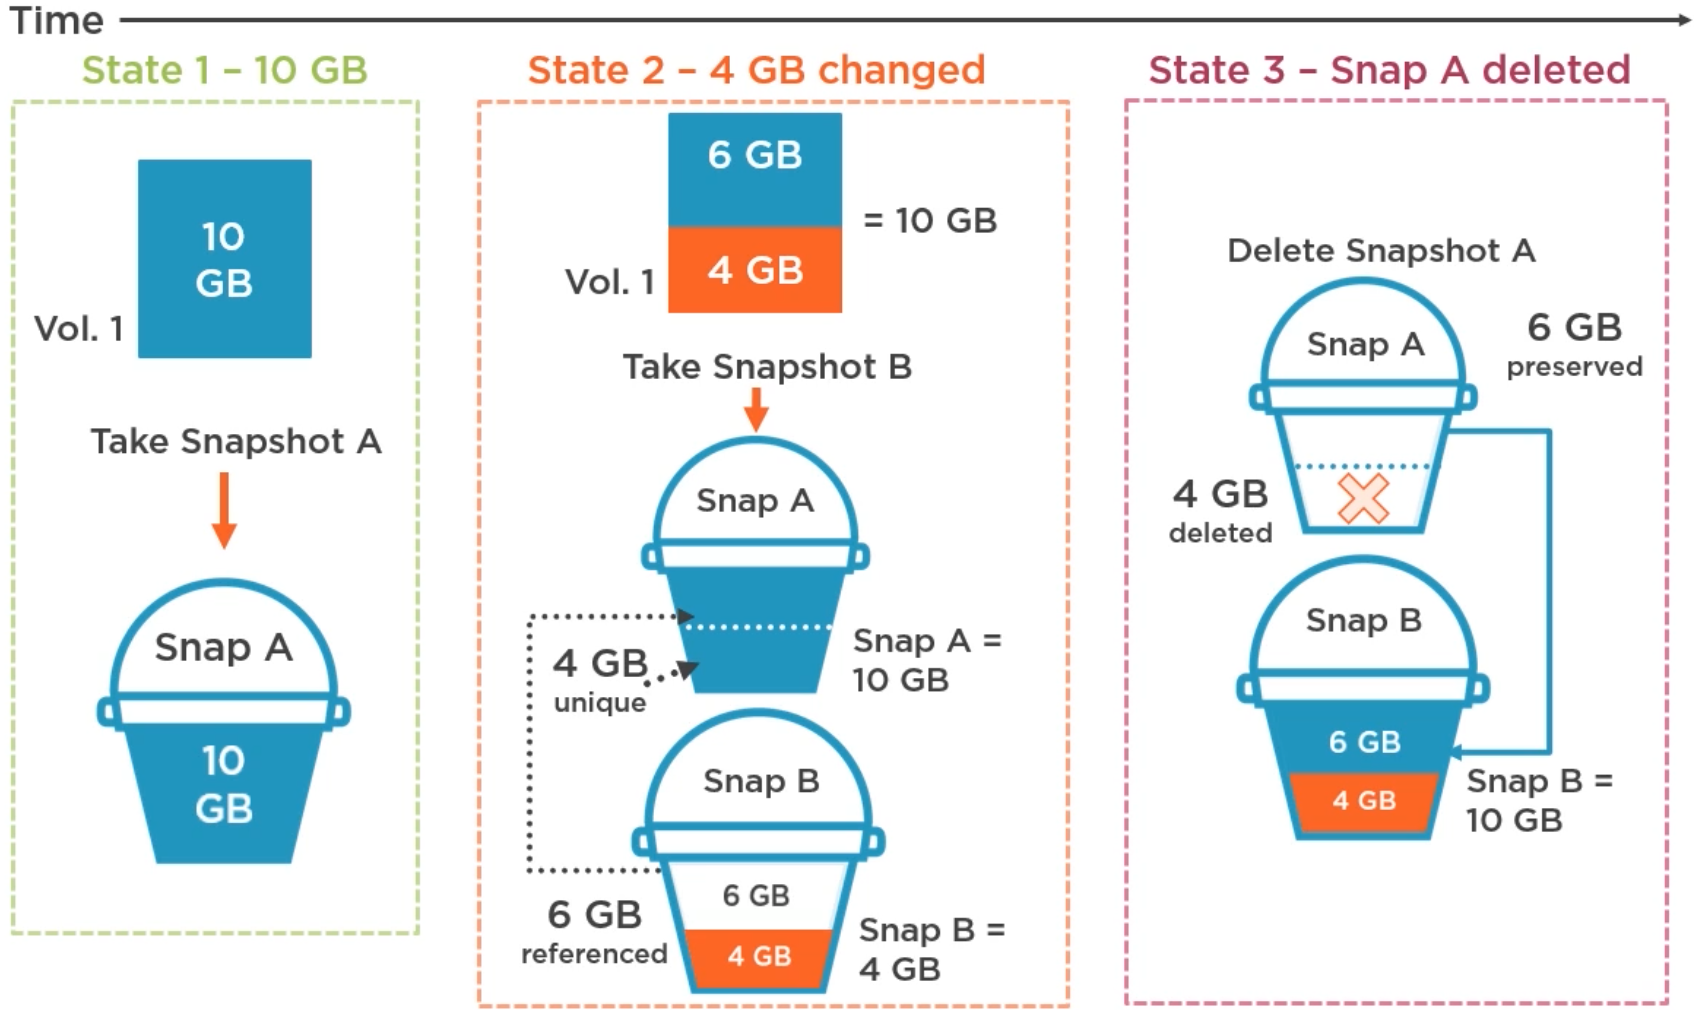 Time
State 1 – 10 GB
10
GB
Vol. 1
Take Snapshot A
Snap A
10
GB
State 2 – 4 GB changed
6 GB
= 10 GB
4 GB
Vol. 1
Take Snapshot B
Snap A
Snap A =
10 GB
4 GB
unique
Snap B
6 GB
6 GB
referenced
4 GB
Snap B =
4 GB
State 3 – Snap A deleted
Delete Snapshot A
Snap A
6 GB
preserved
4 GB
deleted
Snap B
6 GB
4 GB
Snap B =
10 GB